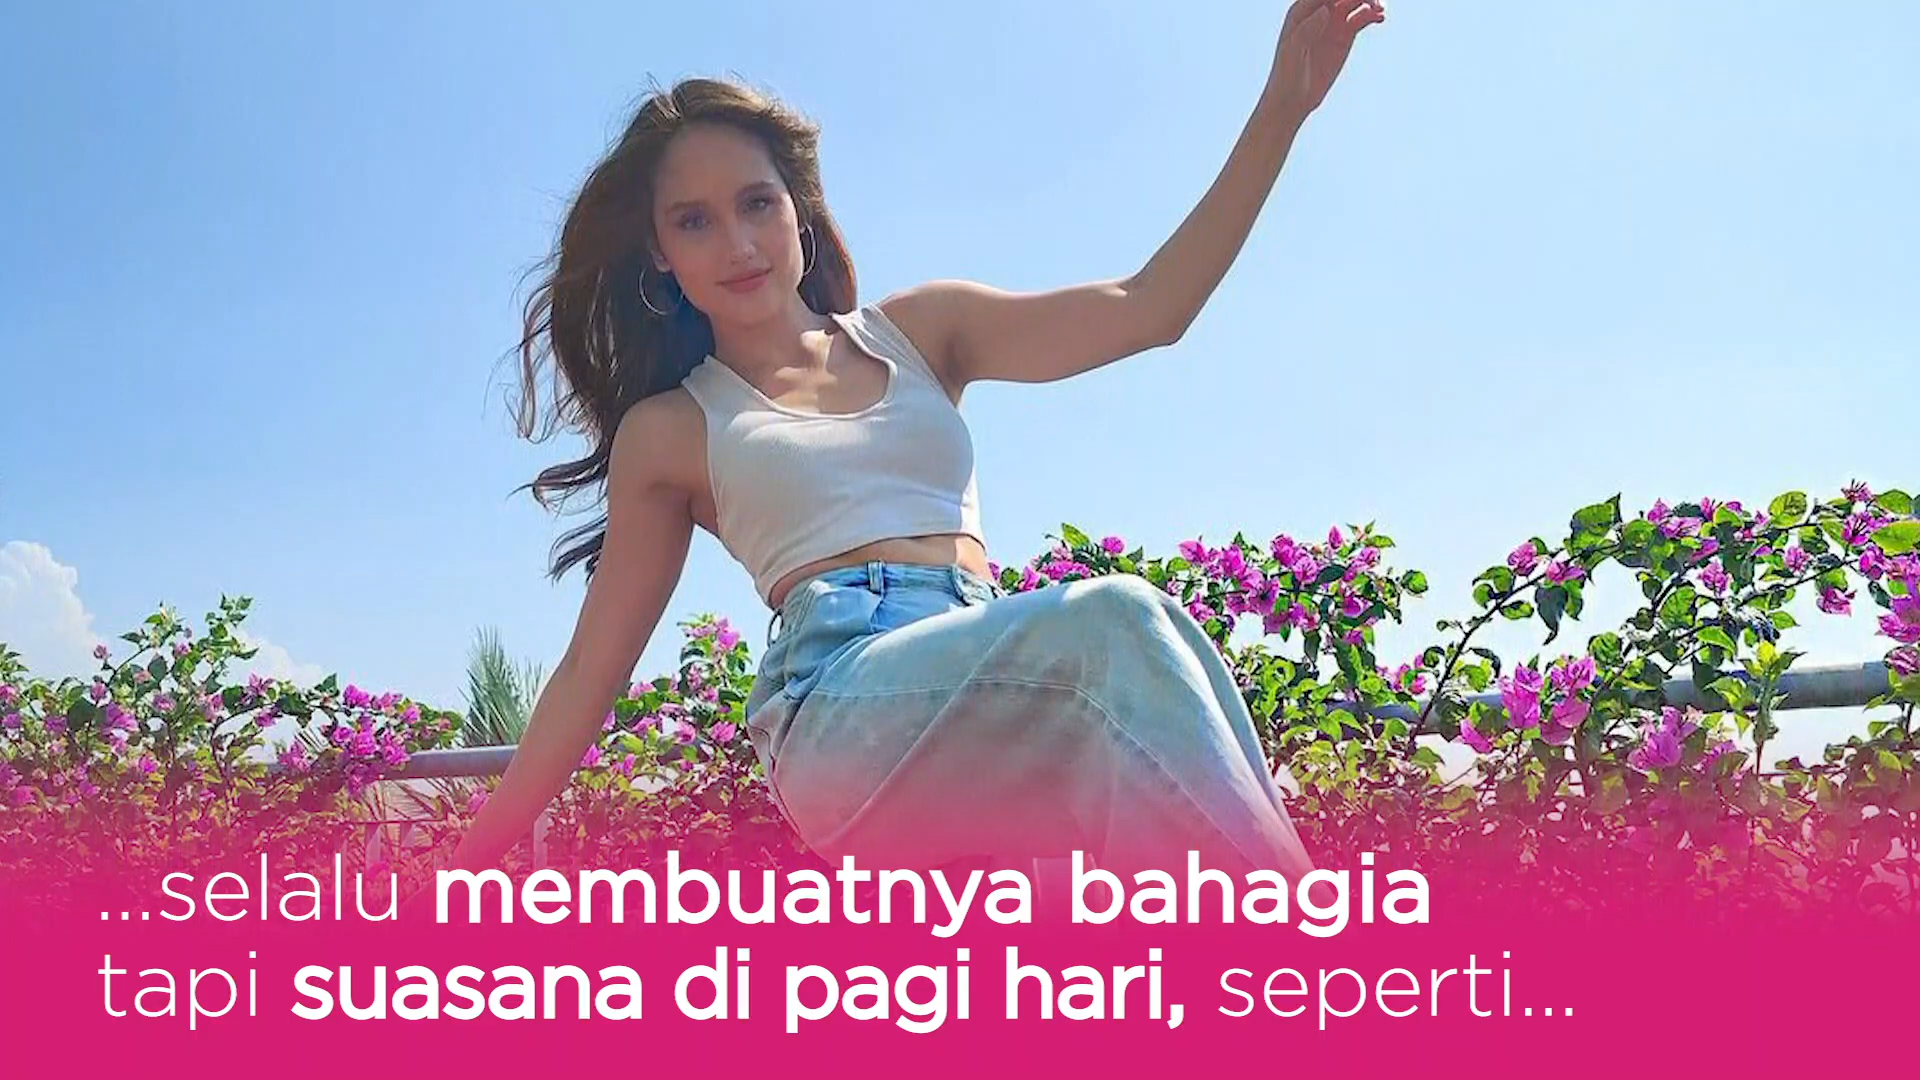 ...selalu membuatnya bahagia
tapi suasana di pagi hari, seperti...